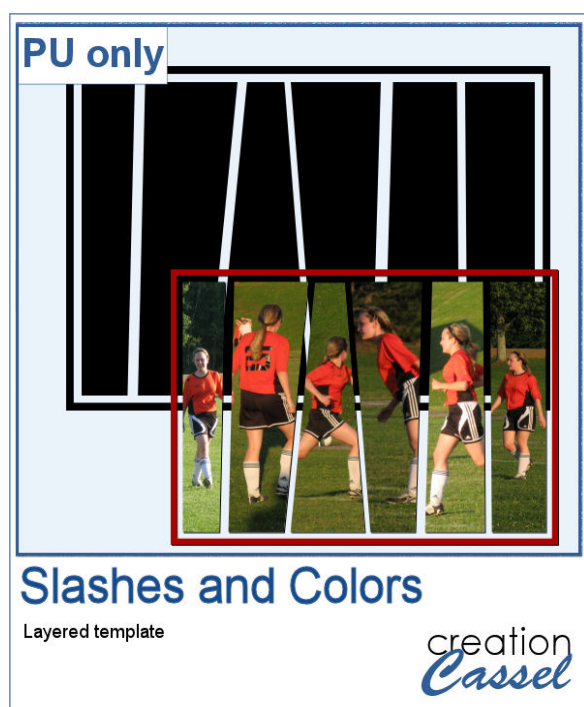 PU only
Slashes and Colors
Layered template
creation
Cassel